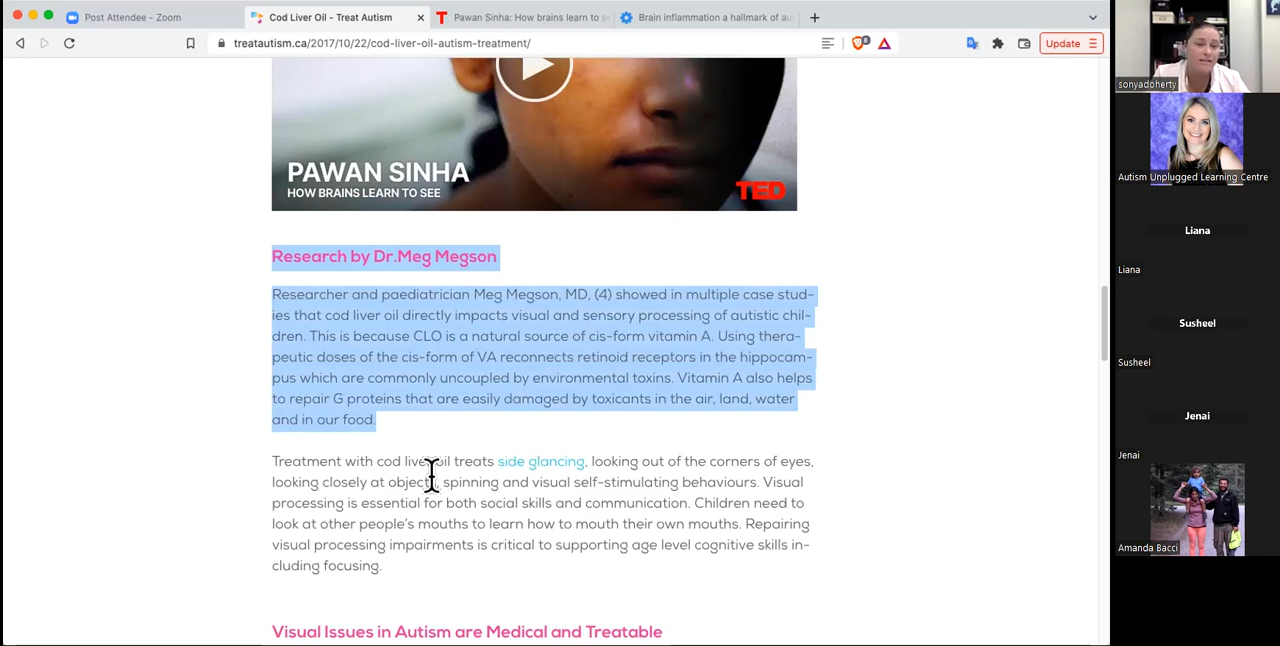 Post Attendee - Zoom
Cod Liver Oil - Treat Autism
Pawan Sinha: How brains learn to s
Brain inflammation a hallmark of au
treatautism.ca/2017/10/22/cod-liver-oil-autism-treatment/
Update
PAWAN SINHA
HOW BRAINS LEARN TO SEE
TED
Research by Dr.Meg Megson
Researcher and paediatrician Meg Megson, MD, (4) showed in multiple case stud-
ies that cod liver oil directly impacts visual and sensory processing of autistic chil-
dren. This is because CLO is a natural source of cis-form vitamin A. Using thera-
peutic doses of the cis-form of VA reconnects retinoid receptors in the hippocam-
pus which are commonly uncoupled by environmental toxins. Vitamin A also helps
to repair G proteins that are easily damaged by toxicants in the air, land, water
and in our food.
Treatment with cod liver oil treats side glancing, looking out of the corners of eyes,
looking closely at objects, spinning and visual self-stimulating behaviours. Visual
processing is essential for both social skills and communication. Children need to
look at other people's mouths to learn how to mouth their own mouths. Repairing
visual processing impairments is critical to supporting age level cognitive skills in-
cluding focusing.
Visual Issues in Autism are Medical and Treatable
sonyadoherty
Autism Unplugged Learning Centre
Liana
Liana
Susheel
Susheel
Jenai
Jenai
Amanda Bacci